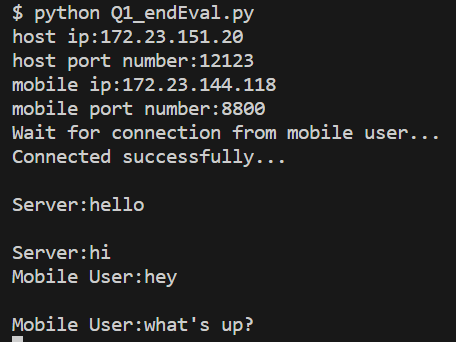 $ python Q1_endEval.py
host ip:172.23.151.20
host port number:12123
mobile ip:172.23.144.118
mobile port number:8800
Wait for connection from mobile user...
Connected successfully...
Server:hello
Server:hi
Mobile User:hey
Mobile User:what's up?